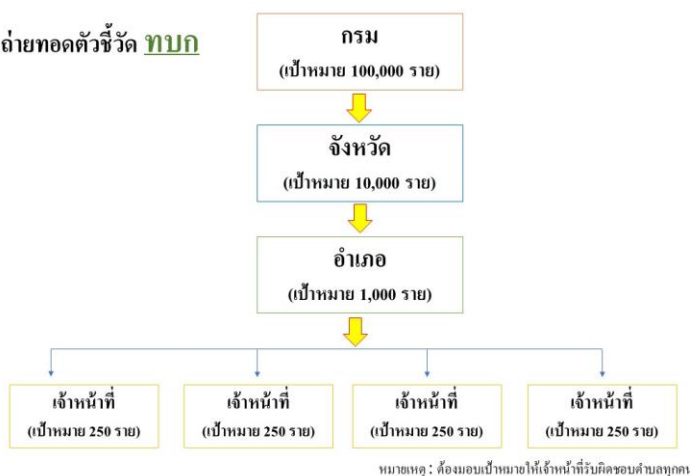 ถ่ายทอดตัวชี้วัด ทบก
กรม
(เป้าหมาย 100,000 ราย)
จังหวัด
(เป้าหมาย 10,000 ราย)
อำเภอ
(เป้าหมาย 1,000 ราย)
เจ้าหน้าที่
(เป้าหมาย 250 ราย)
เจ้าหน้าที่
(เป้าหมาย 250 ราย)
เจ้าหน้าที่
(เป้าหมาย 250 ราย)
เจ้าหน้าที่
(เป้าหมาย 250 ราย)
หมายเหตุ : ต้องมอบเป้าหมายให้เจ้าหน้าที่รับผิดชอบตำบลทุกคน